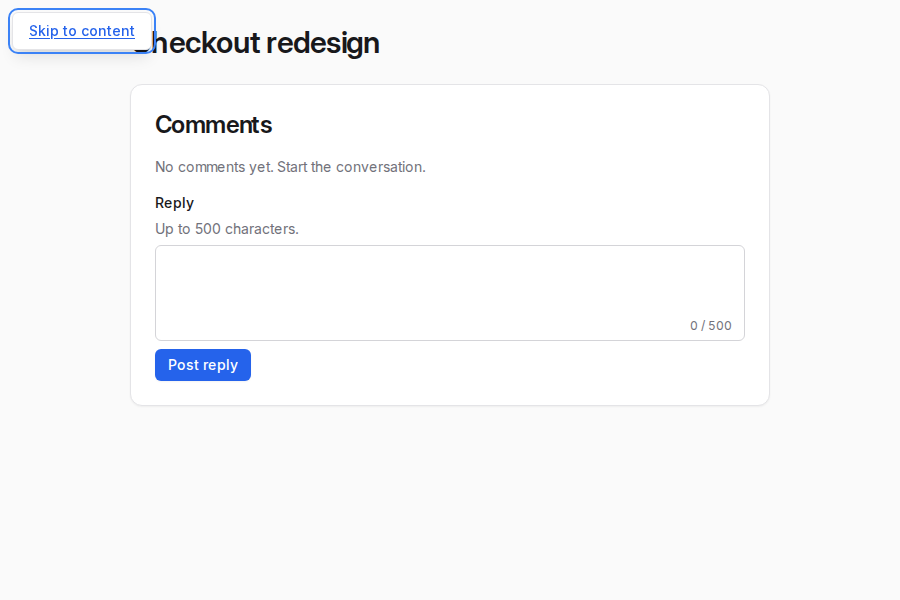 Skip to content
Checkout redesign
Comments
No comments yet. Start the conversation.
Reply
Up to 500 characters.
0 / 500
Post reply